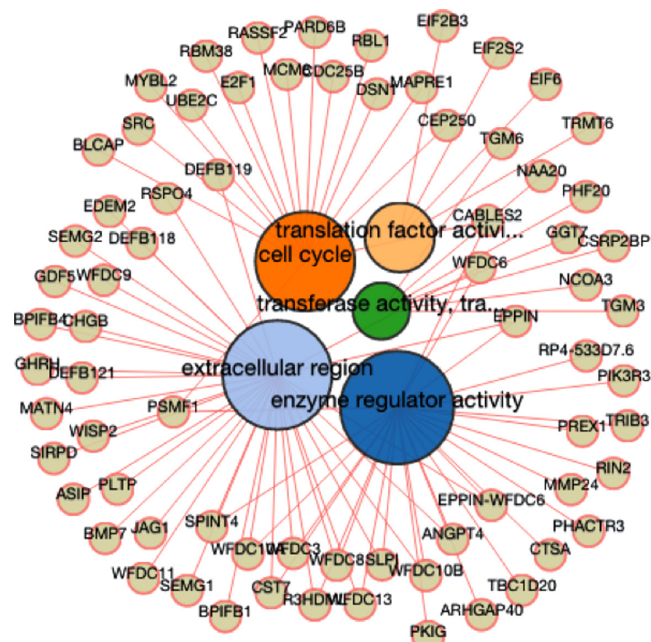 EIF2B3
PARD6B
RASSF2
RBL1
EIF2S2
RBM38
MCM8
CDC25B
MAPRE1
EIF6
MYBL2
E2F1
DSN1
UBE2C
CEP250
SRC
TGM6
TRMT6
BLCAP
DEFB119
NAA20
RSPO4
PHF20
EDEM2
CABLES2
translation factor activi...
GGT7
SEMG2
DEFB118
cell cycle
CSRP2BP
WFDC6
GDF5
WFDC9
NCOA3
transferase activity, tra...
TGM3
BPIFB4
CHGB
EPPIN
RP4-533D7.6
GHRH
extracellular region
DEFB121
PIK3R3
enzyme regulator activity
MATN4
PSMF1
PREX1
TRIB3
WISP2
SIRPD
RIN2
PLTP
MMP24
ASIP
EPPIN-WFDC6
JAG1
SPINT4
PHACTR3
BMP7
ANGPT4
WFDC3
CTSA
WFDC8
SLPI
WFDC11
WFDC10B
SEMG1
CST7
TBC1D20
R3HDML
WFDC13
BPIFB1
ARHGAP40
PKIG